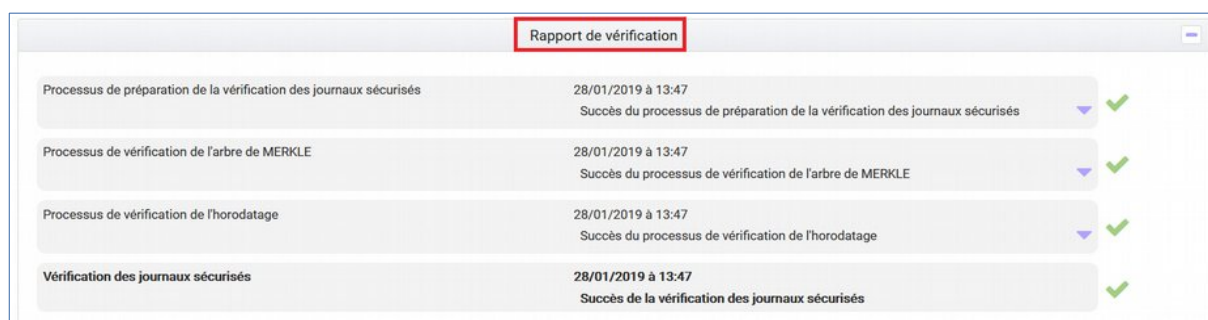 Rapport de vérification
Processus de préparation de la vérification des journaux sécurisés
28/01/2019 à 13:47
Succès du processus de préparation de la vérification des journaux sécurisés
Processus de vérification de l'arbre de MERKLE
28/01/2019 à 13:47
Succès du processus de vérification de l'arbre de MERKLE
Processus de vérification de l'horodatage
28/01/2019 à 13:47
Succès du processus de vérification de l'horodatage
Vérification des journaux sécurisés
28/01/2019 à 13:47
Succès de la vérification des journaux sécurisés